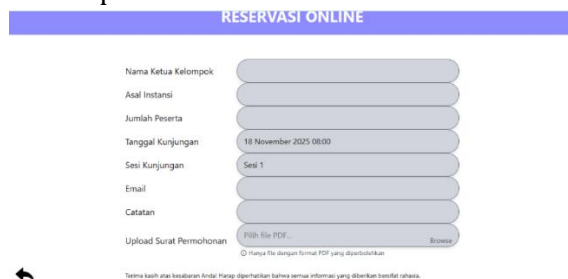 RESERVASI ONLINE
Nama Ketua Kelompok
Asal Instansi
Jumlah Peserta
Tanggal Kunjungan 18 November 2025 08:00
Sesi Kunjungan Sesi 1
Email
Catatan
Upload Surat Permohonan Pilih file PDF... Browse
Hanya file dengan format PDF yang diperbolehkan
Terima kasih atas kesabaran Anda! Harap diperhatikan bahwa semua informasi yang diberikan bersifat rahasia.